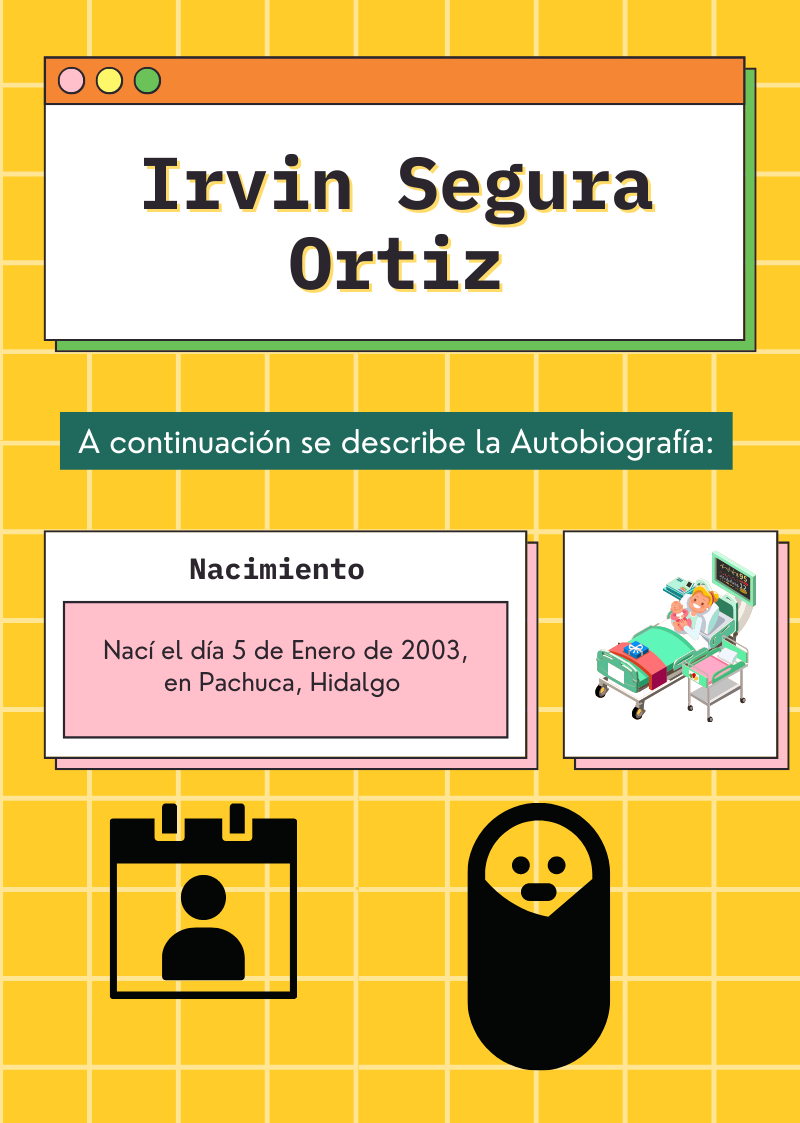 Irvin Segura
Ortiz
A continuación se describe la Autobiografía:
Nacimiento
Nací el día 5 de Enero de 2003,
en Pachuca, Hidalgo